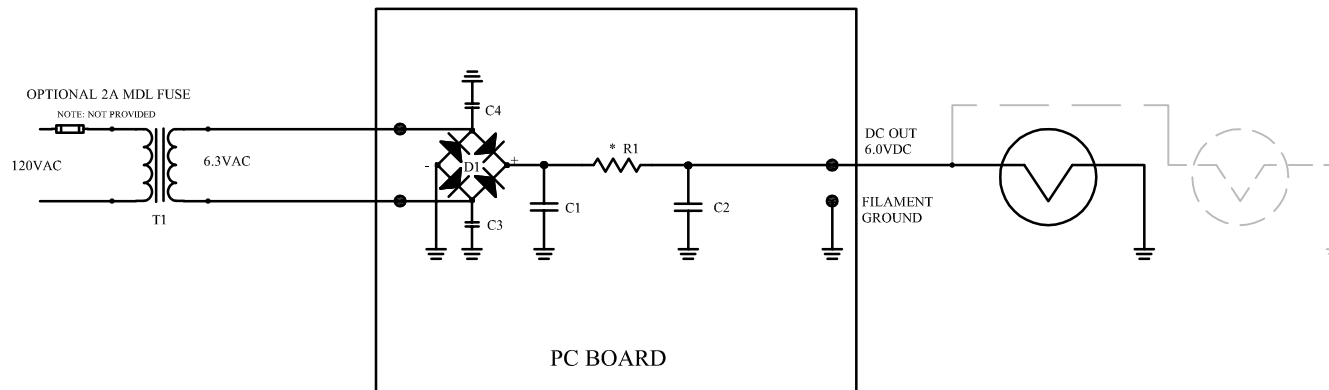 OPTIONAL 2A MDL FUSE
NOTE: NOT PROVIDED
120VAC
6.3VAC
T1
C4
-
D1
+
C3
C1
* R1
C2
DC OUT
6.0VDC
FILAMENT
GROUND
PC BOARD